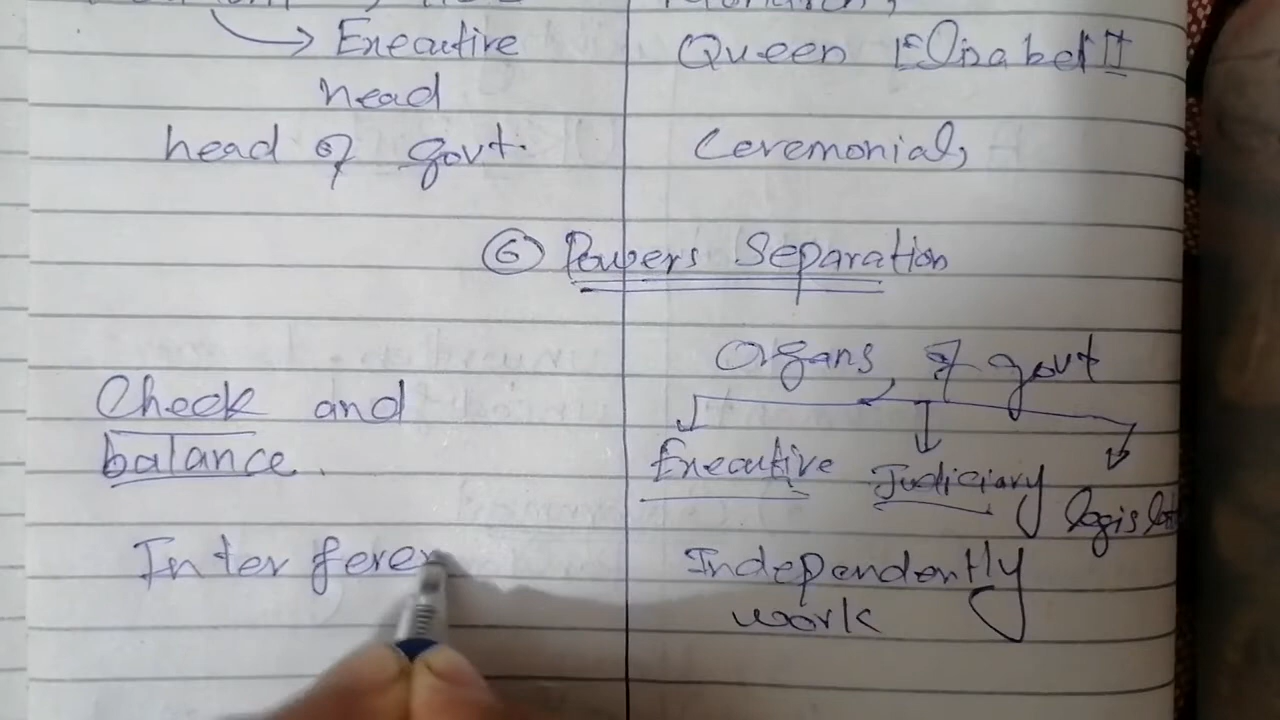 Executive
head
head of govt.
Queen Elizabet II
Ceremonial,
⑥ Powers Separation
Check and
balance.
Interferen
Organs of govt
Executive Judiciary legislat
Independently
work